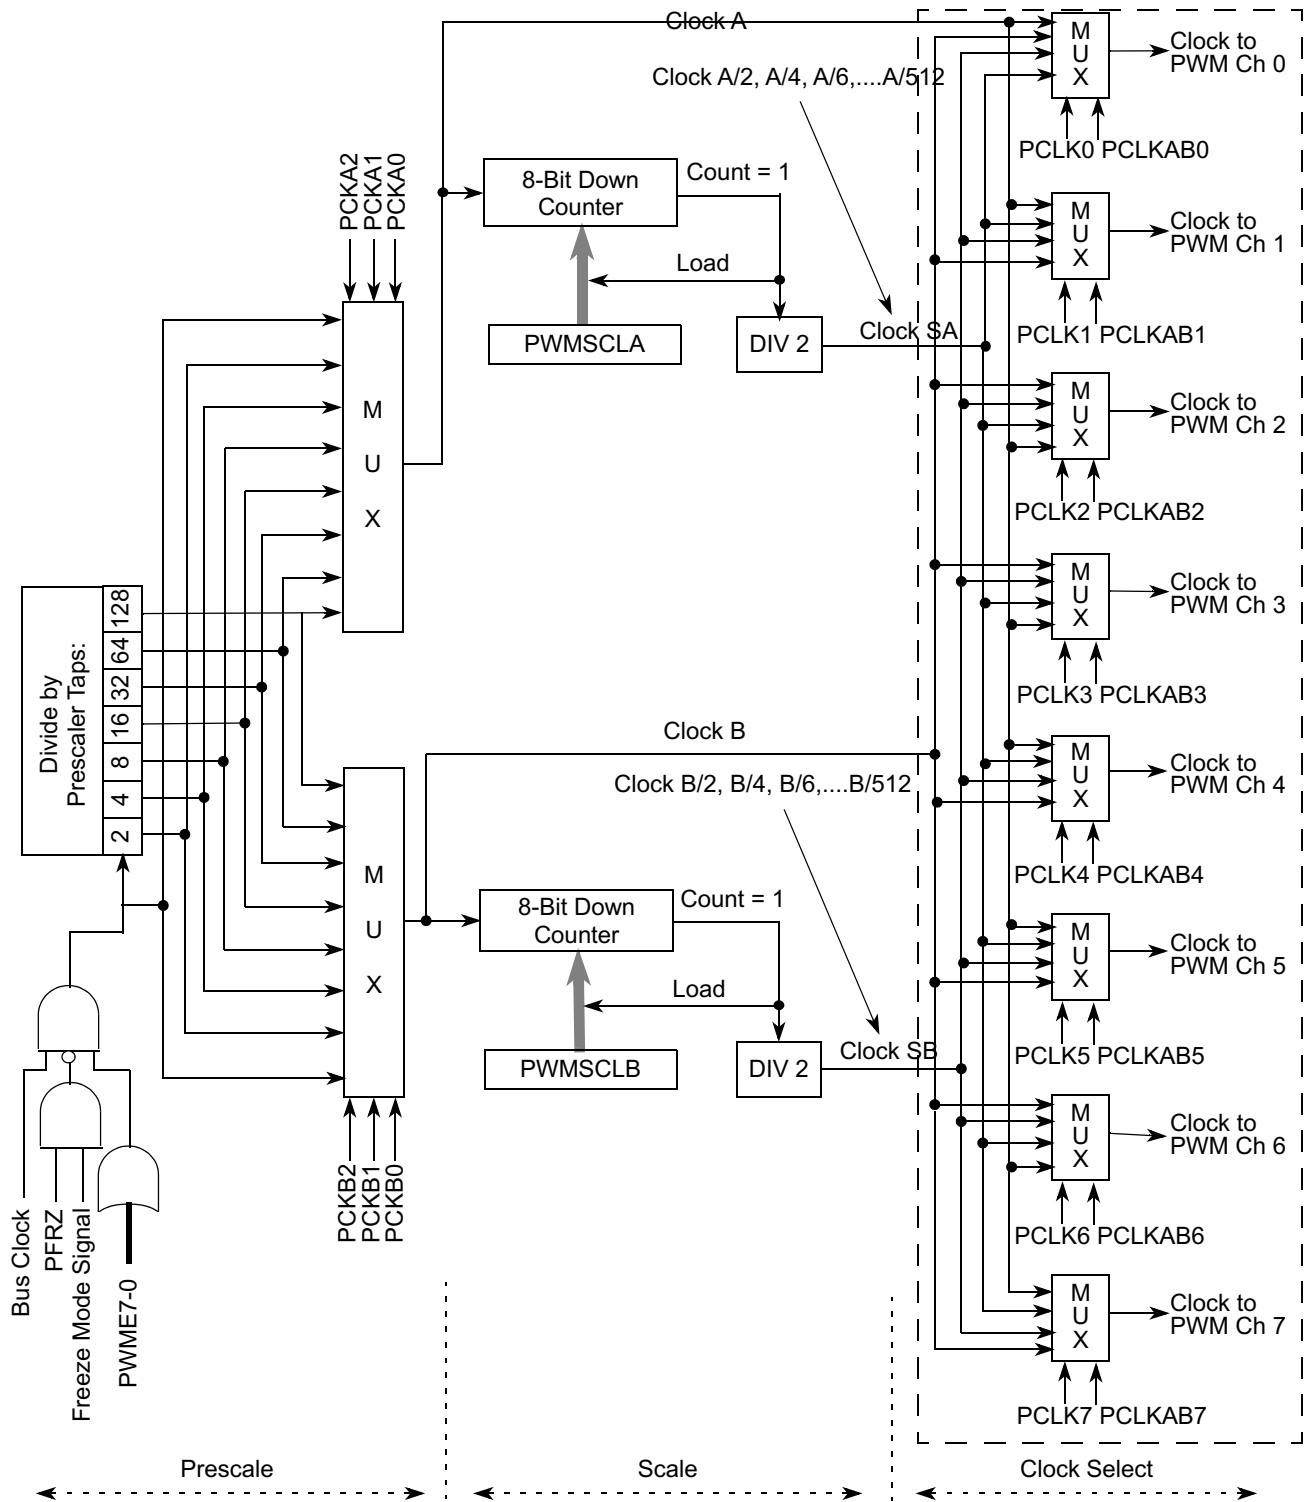 Clock A
Clock A/2, A/4, A/6,....A/512
M
U
X
Clock to
PWM Ch 0
PCLK0 PCLKAB0
PCKA2
PCKA1
PCKA0
8-Bit Down
Counter
Count = 1
Load
PWMSCLA
DIV 2
Clock SA
M
U
X
Clock to
PWM Ch 1
PCLK1 PCLKAB1
M
U
X
M
U
X
Clock to
PWM Ch 2
PCLK2 PCLKAB2
M
U
X
Clock to
PWM Ch 3
PCLK3 PCLKAB3
Divide by
Prescaler Taps:
128
64
32
16
8
4
2
Clock B
Clock B/2, B/4, B/6,....B/512
M
U
X
Clock to
PWM Ch 4
PCLK4 PCLKAB4
M
U
X
8-Bit Down
Counter
Count = 1
Load
PWMSCLB
DIV 2
Clock SB
M
U
X
Clock to
PWM Ch 5
PCLK5 PCLKAB5
PCKB2
PCKB1
PCKB0
M
U
X
Clock to
PWM Ch 6
PCLK6 PCLKAB6
Bus Clock
PFRZ
Freeze Mode Signal
PWME7-0
M
U
X
Clock to
PWM Ch 7
PCLK7 PCLKAB7
Prescale
Scale
Clock Select